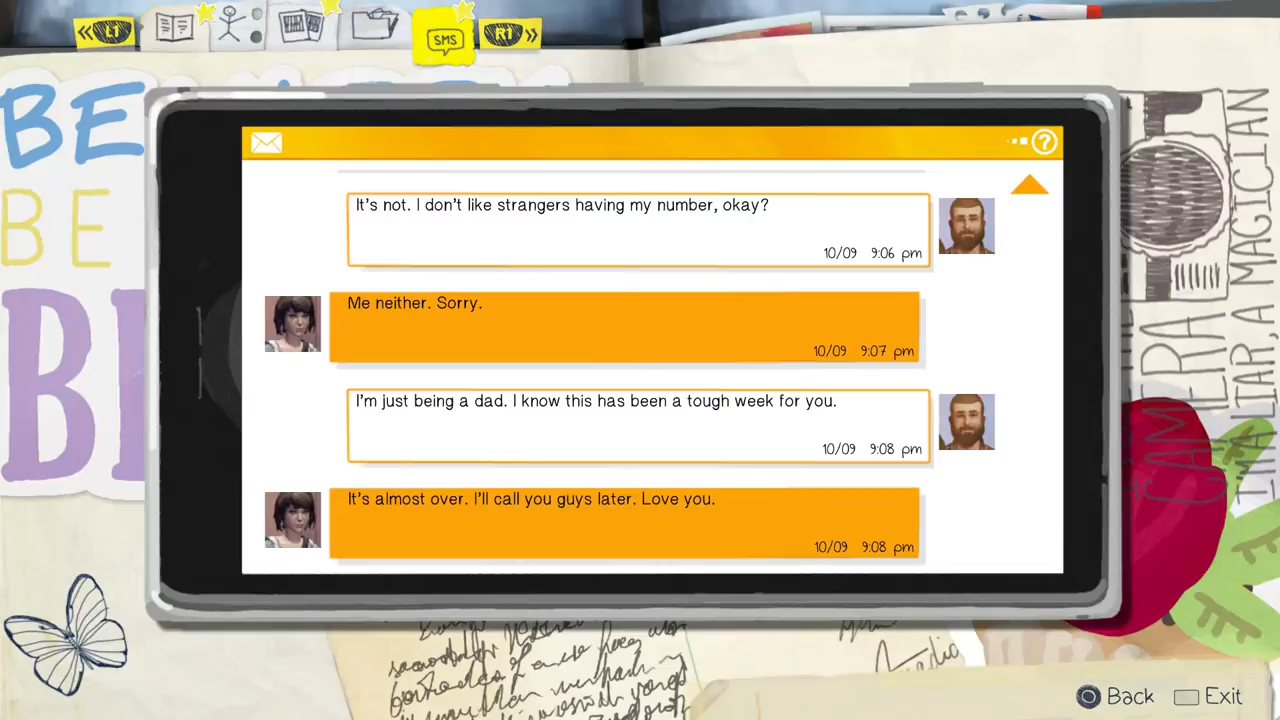 L1
SMS
R1
BE
BE
It's not. I don't like strangers having my number, okay?
10/09 9:06 pm
Me neither. Sorry.
10/09 9:07 pm
I'm just being a dad. I know this has been a tough week for you.
10/09 9:08 pm
It's almost over. I'll call you guys later. Love you.
10/09 9:08 pm
CAMERA
LIAR, A MAGICIAN
Back
Exit